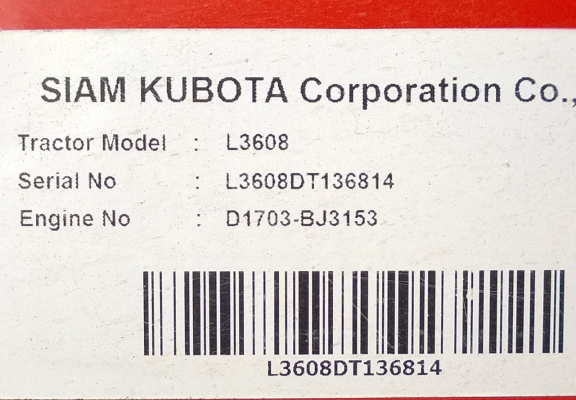 SIAM KUBOTA Corporation Co.,
Tractor Model : L3608
Serial No : L3608DT136814
Engine No : D1703-BJ3153
L3608DT136814